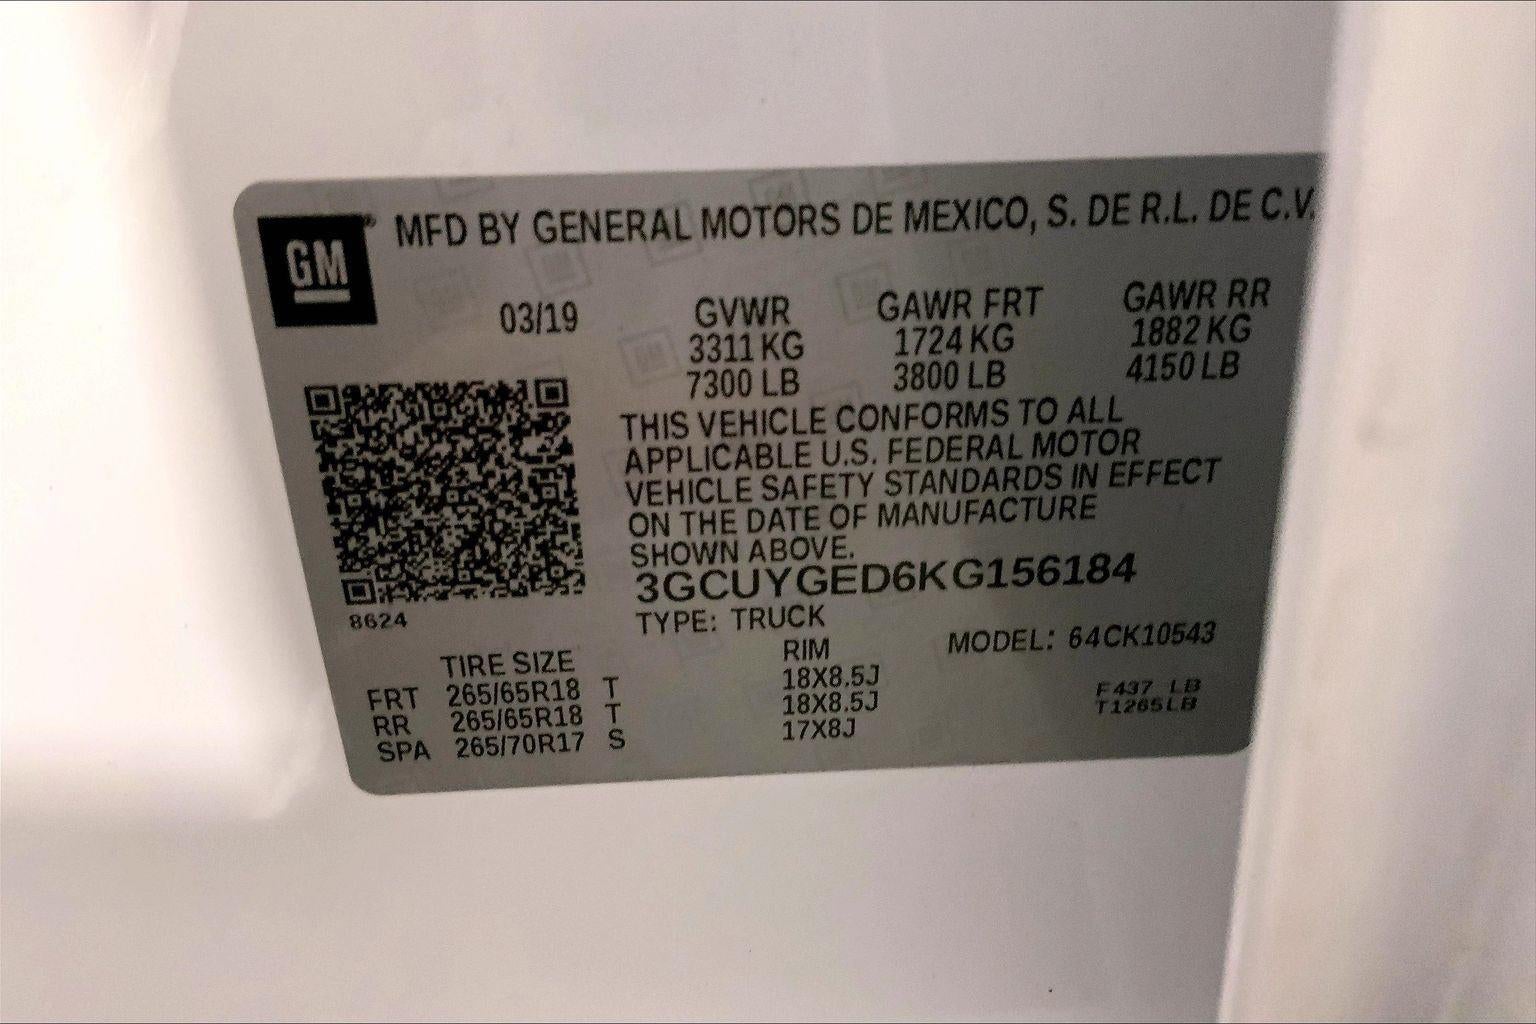 GM
®
MFD BY GENERAL MOTORS DE MEXICO, S. DE R.L. DE C.V.
03/19 GVWR GAWR FRT GAWR RR
3311 KG 1724 KG 1882 KG
7300 LB 3800 LB 4150 LB
THIS VEHICLE CONFORMS TO ALL
APPLICABLE U.S. FEDERAL MOTOR
VEHICLE SAFETY STANDARDS IN EFFECT
ON THE DATE OF MANUFACTURE
SHOWN ABOVE.
3GCUYGED6KG156184
8624
TYPE: TRUCK MODEL: 64CK10543
TIRE SIZE RIM
FRT 265/65R18 T 18X8.5J
RR 265/65R18 T 18X8.5J
SPA 265/70R17 S 17X8J
F437 LB
T1265LB